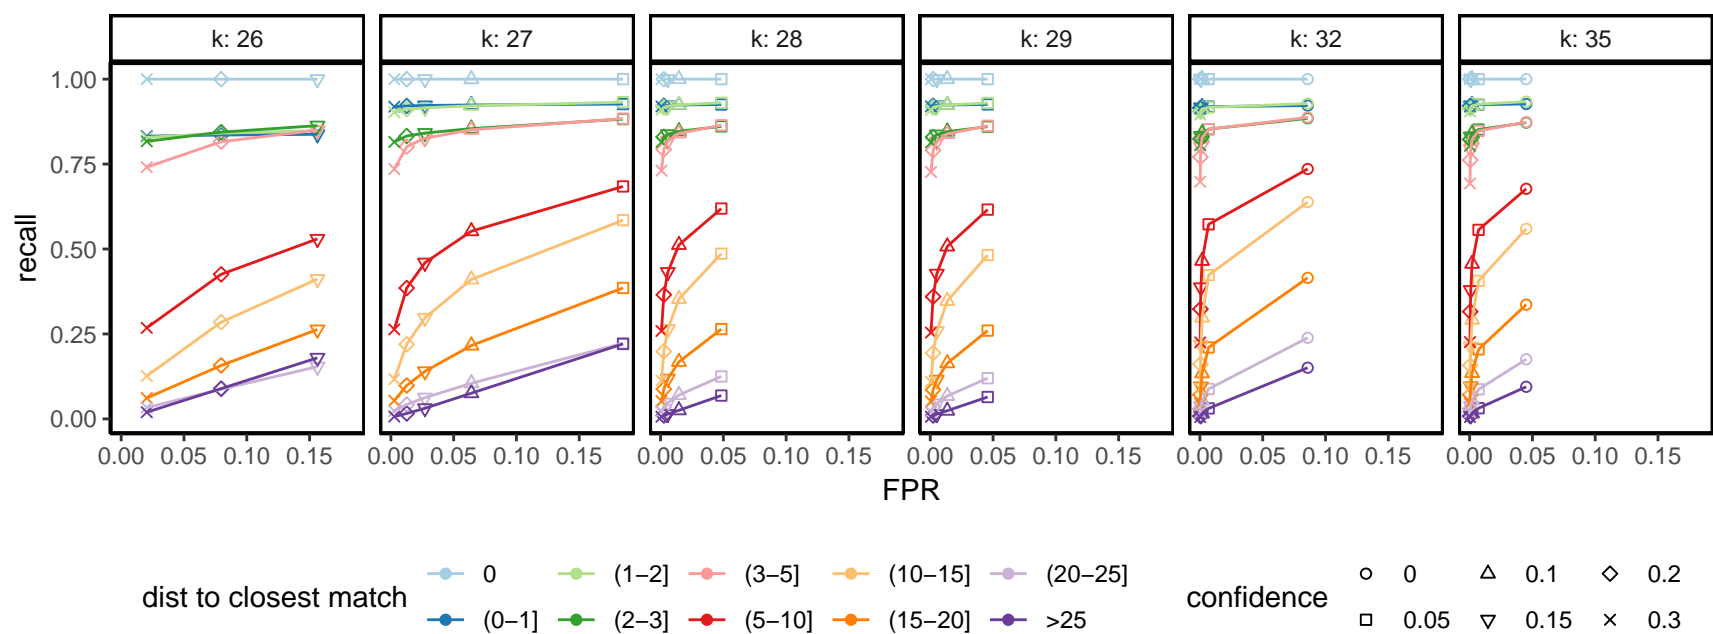 k: 26 k: 27 k: 28 k: 29 k: 32 k: 35
1.00
0.75
0.50
0.25
0.00
recall
0.00 0.05 0.10 0.15 0.00 0.05 0.10 0.15 0.00 0.05 0.10 0.15 0.00 0.05 0.10 0.15 0.00 0.05 0.10 0.15 0.00 0.05 0.10 0.15
FPR
dist to closest match
0 (1−2] (3−5] (10−15] (20−25]
(0−1] (2−3] (5−10] (15−20] >25
confidence
0 0.1 0.2
0.05 0.15 0.3